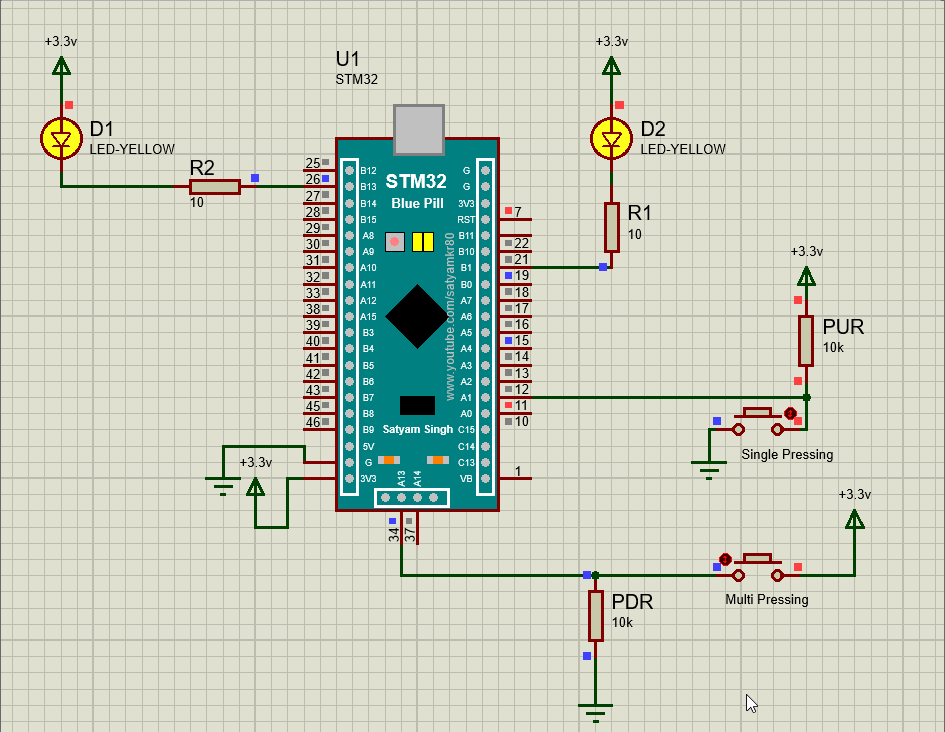 +3.3v
+3.3v
U1
STM32
D1
LED-YELLOW
D2
LED-YELLOW
R2
10
R1
10
STM32
Blue Pill
25
26
27
28
29
30
31
32
33
38
39
40
41
42
43
45
46
B12
B13
B14
B15
A8
A9
A10
A11
A12
A15
B3
B4
B5
B6
B7
B8
B9
5V
G
3V3
G
G
3V3
RST
B11
B10
B1
B0
A7
A6
A5
A4
A3
A2
A1
A0
C15
C14
C13
VB
7
22
21
19
18
17
16
15
14
13
12
11
10
1
www.youtube.com/satyamkr80
Satyam Singh
A13
A14
34
37
+3.3v
+3.3v
PUR
10k
Single Pressing
+3.3v
Multi Pressing
PDR
10k